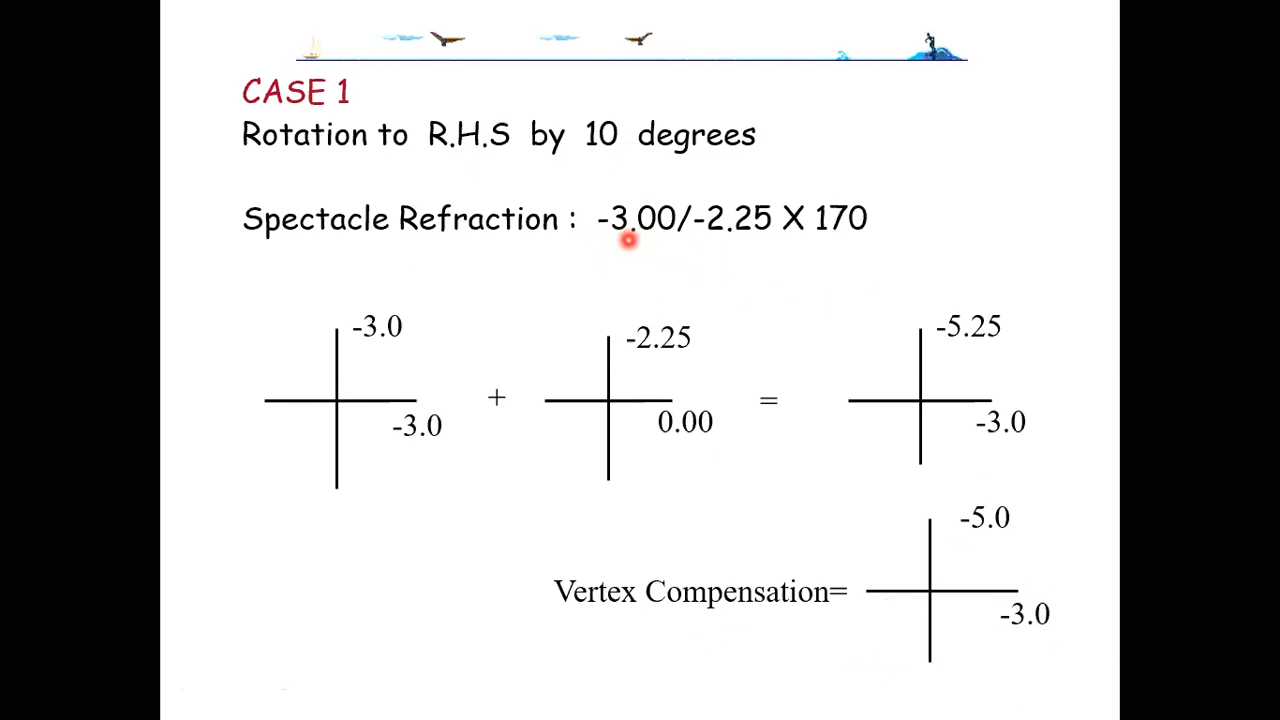 CASE 1
Rotation to R.H.S by 10 degrees
Spectacle Refraction : -3.00/-2.25 X 170
-3.0
-3.0
+
-2.25
0.00
=
-5.25
-3.0
Vertex Compensation=
-5.0
-3.0